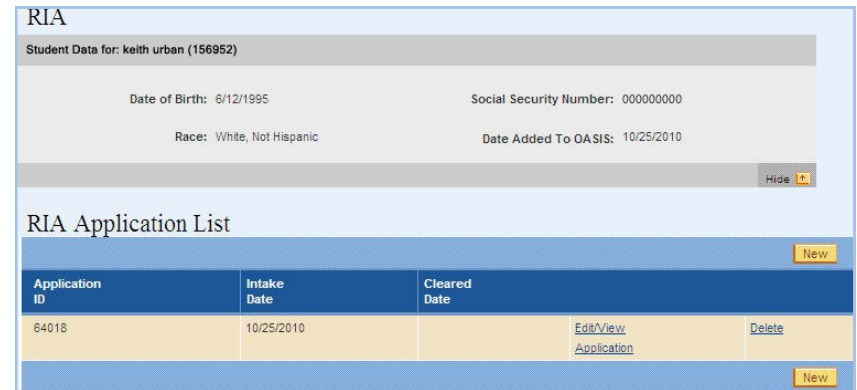 RIA
Student Data for: keith urban (156952)
Date of Birth: 6/12/1995 Social Security Number: 000000000
Race: White, Not Hispanic Date Added To OASIS: 10/25/2010
Hide
RIA Application List
New
Application ID Intake Date Cleared Date
64018 10/25/2010 Edit/View Application Delete
New